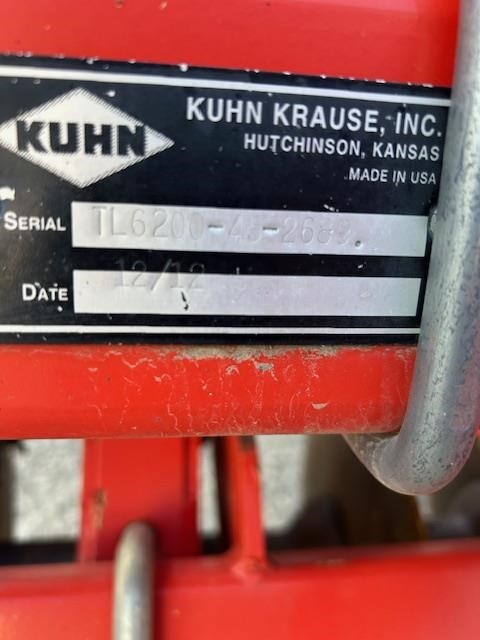 KUHN
KUHN KRAUSE, INC.
HUTCHINSON, KANSAS
MADE IN USA
SERIAL
DATE 12/12